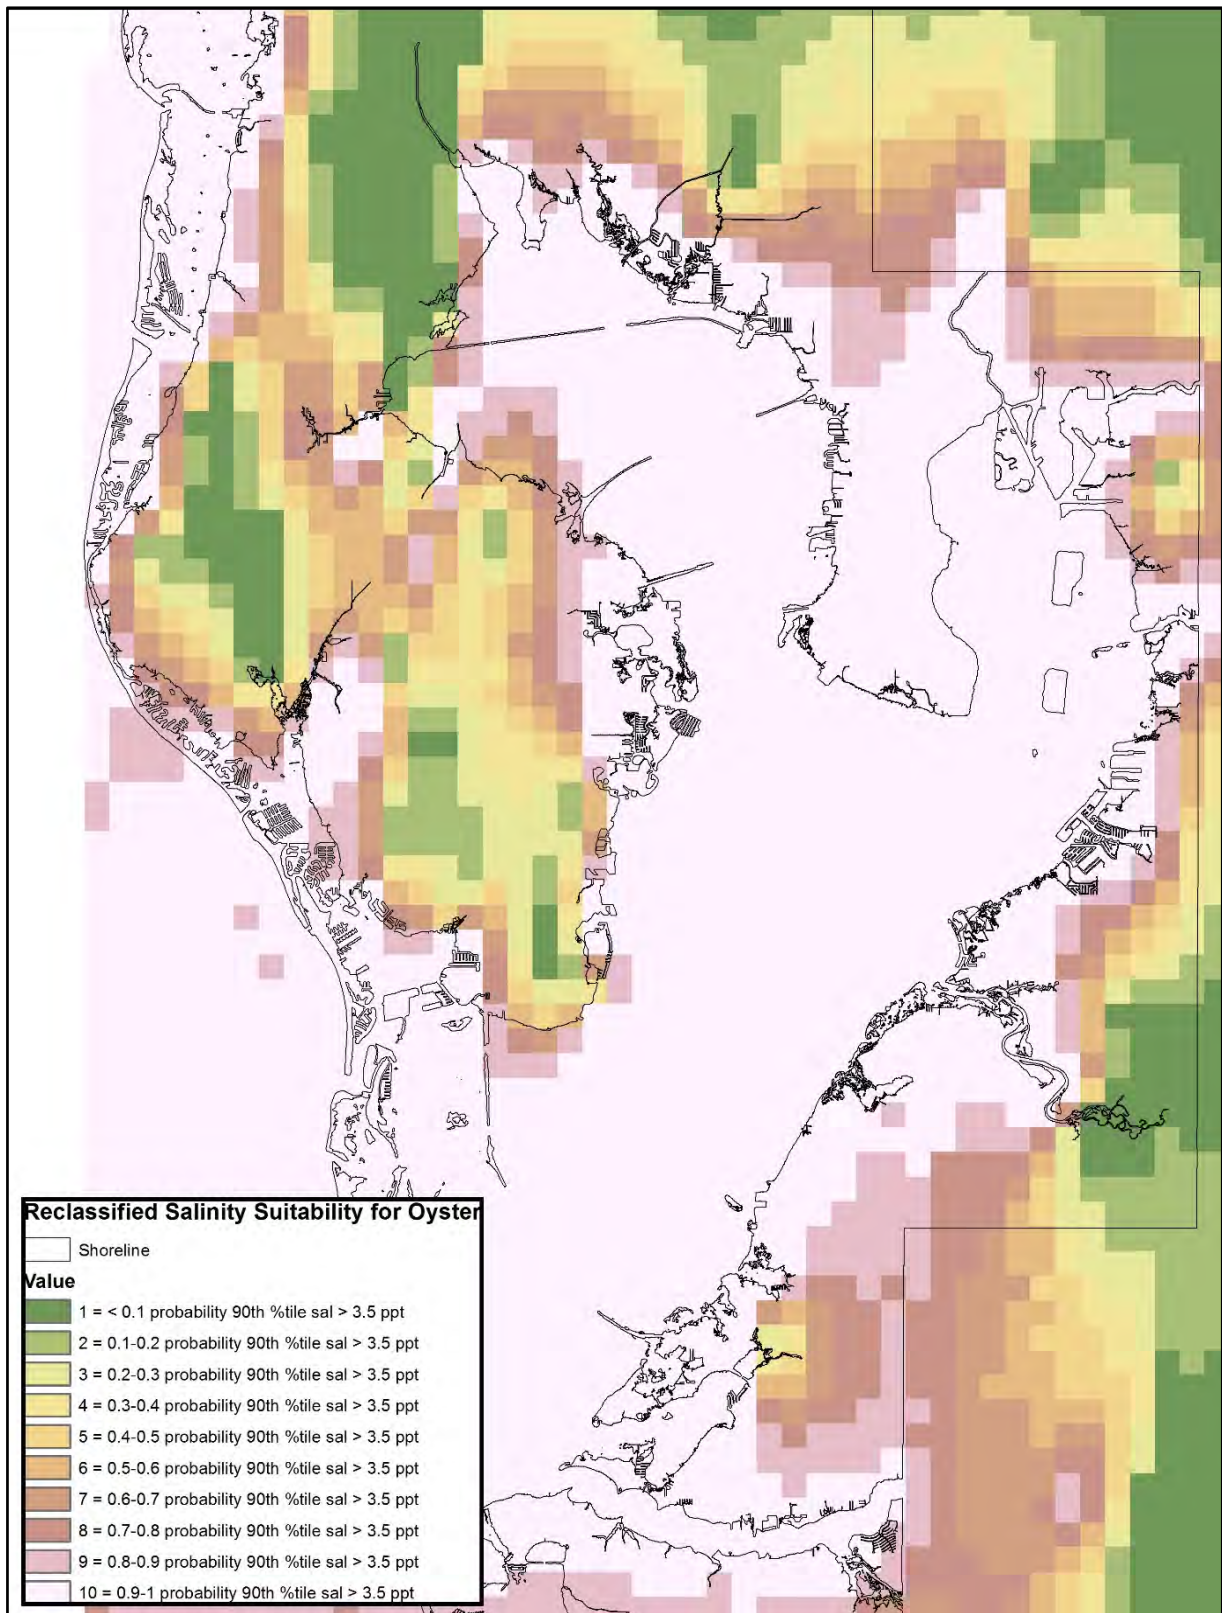 Reclassified Salinity Suitability for Oyster
Shoreline
Value
1 = < 0.1 probability 90th %tile sal > 3.5 ppt
2 = 0.1-0.2 probability 90th %tile sal > 3.5 ppt
3 = 0.2-0.3 probability 90th %tile sal > 3.5 ppt
4 = 0.3-0.4 probability 90th %tile sal > 3.5 ppt
5 = 0.4-0.5 probability 90th %tile sal > 3.5 ppt
6 = 0.5-0.6 probability 90th %tile sal > 3.5 ppt
7 = 0.6-0.7 probability 90th %tile sal > 3.5 ppt
8 = 0.7-0.8 probability 90th %tile sal > 3.5 ppt
9 = 0.8-0.9 probability 90th %tile sal > 3.5 ppt
10 = 0.9-1 probability 90th %tile sal > 3.5 ppt